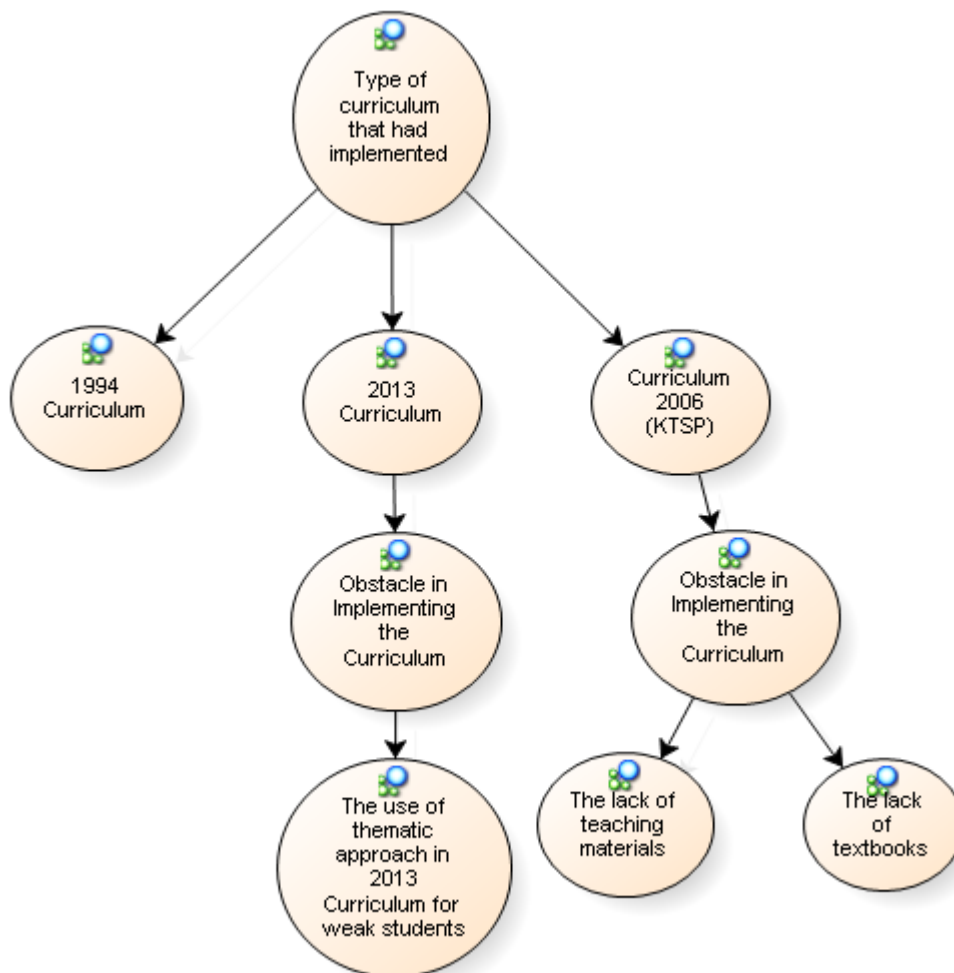 Type of
curriculum
that had
implemented
1994
Curriculum
2013
Curriculum
Curriculum
2006
(KTSP)
Obstacle in
Implementing
the
Curriculum
Obstacle in
Implementing
the
Curriculum
The use of
thematic
approach in
2013
Curriculum for
weak students
The lack of
teaching
materials
The lack
of
textbooks